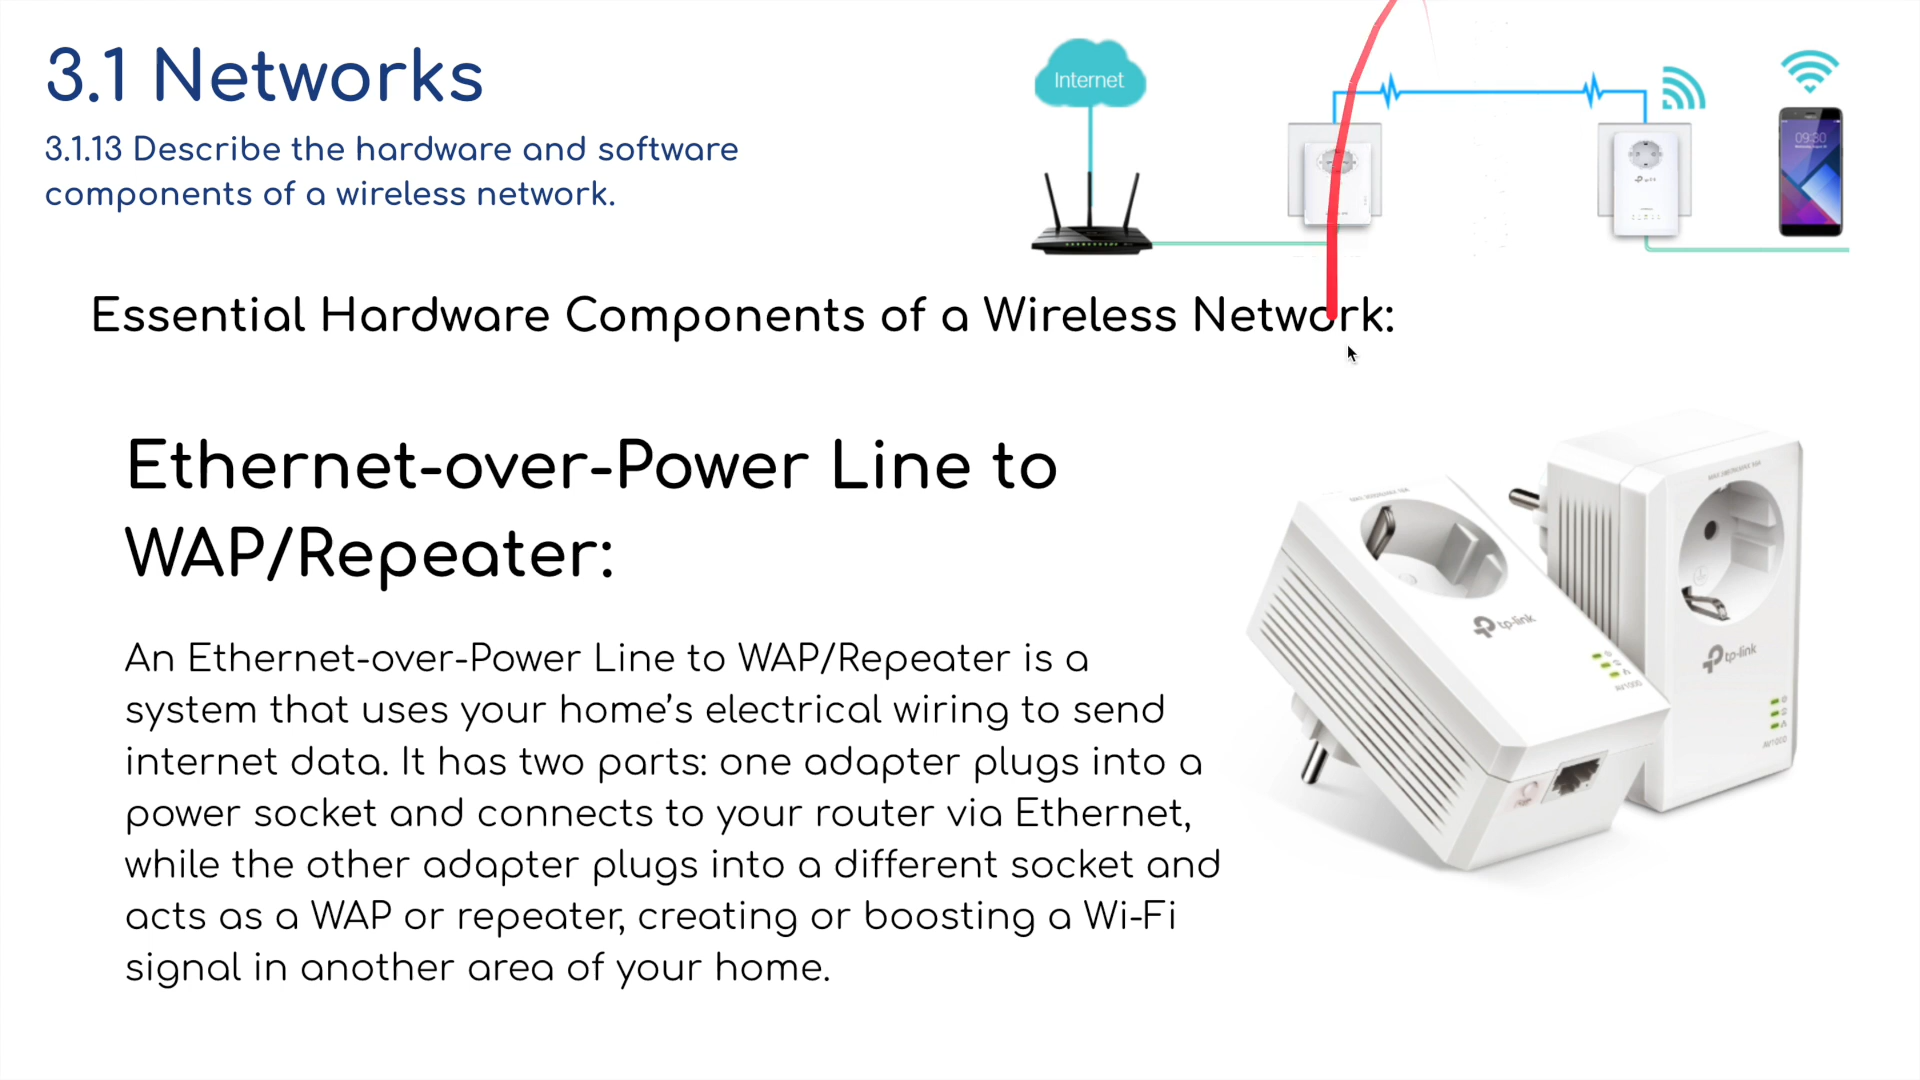 3.1 Networks
3.1.13 Describe the hardware and software
components of a wireless network.
Internet
09:30
Essential Hardware Components of a Wireless Network:
Ethernet-over-Power Line to
WAP/Repeater:
An Ethernet-over-Power Line to WAP/Repeater is a
system that uses your home’s electrical wiring to send
internet data. It has two parts: one adapter plugs into a
power socket and connects to your router via Ethernet,
while the other adapter plugs into a different socket and
acts as a WAP or repeater, creating or boosting a Wi-Fi
signal in another area of your home.
tp-link
AV1000
tp-link
AV1000